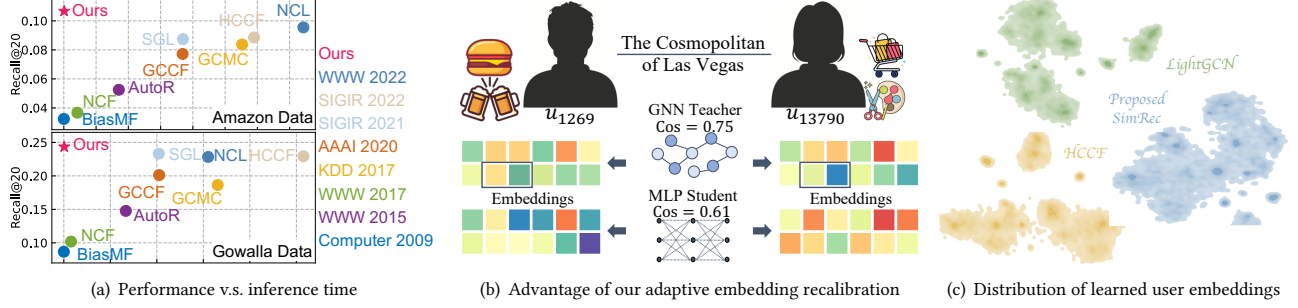 0.10
0.08
0.06
0.04
Recall@20
Ours
NCL
HCCF
SGL
GCMC
GCCF
AutoR
NCF
BiasMF
Amazon Data
0.25
0.20
0.15
0.10
Recall@20
Ours
SGL
NCL
HCCF
GCCF
GCMC
AutoR
NCF
BiasMF
Gowalla Data
Ours
WWW 2022
SIGIR 2022
SIGIR 2021
AAAI 2020
KDD 2017
WWW 2017
WWW 2015
Computer 2009
(a) Performance v.s. inference time
The Cosmopolitan
of Las Vegas
u1269
u13790
GNN Teacher
Cos = 0.75
Embeddings
Embeddings
MLP Student
Cos = 0.61
(b) Advantage of our adaptive embedding recalibration
LightGCN
Proposed
SimRec
HCCF
(c) Distribution of learned user embeddings